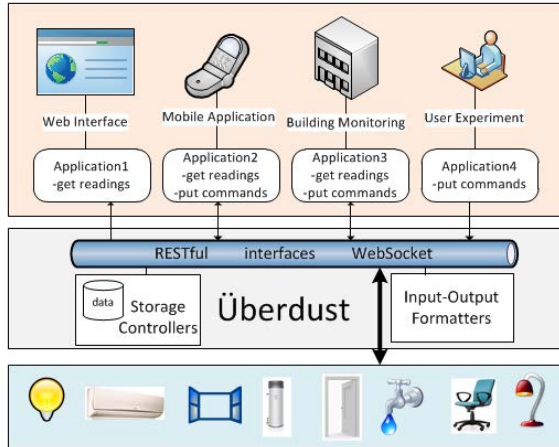 Web Interface
Mobile Application
Building Monitoring
User Experiment
Application1
-get readings
Application2
-get readings
-put commands
Application3
-get readings
-put commands
Application4
-put commands
RESTful interfaces WebSocket
data
Storage
Controllers
Überdust
Input-Output
Formatters